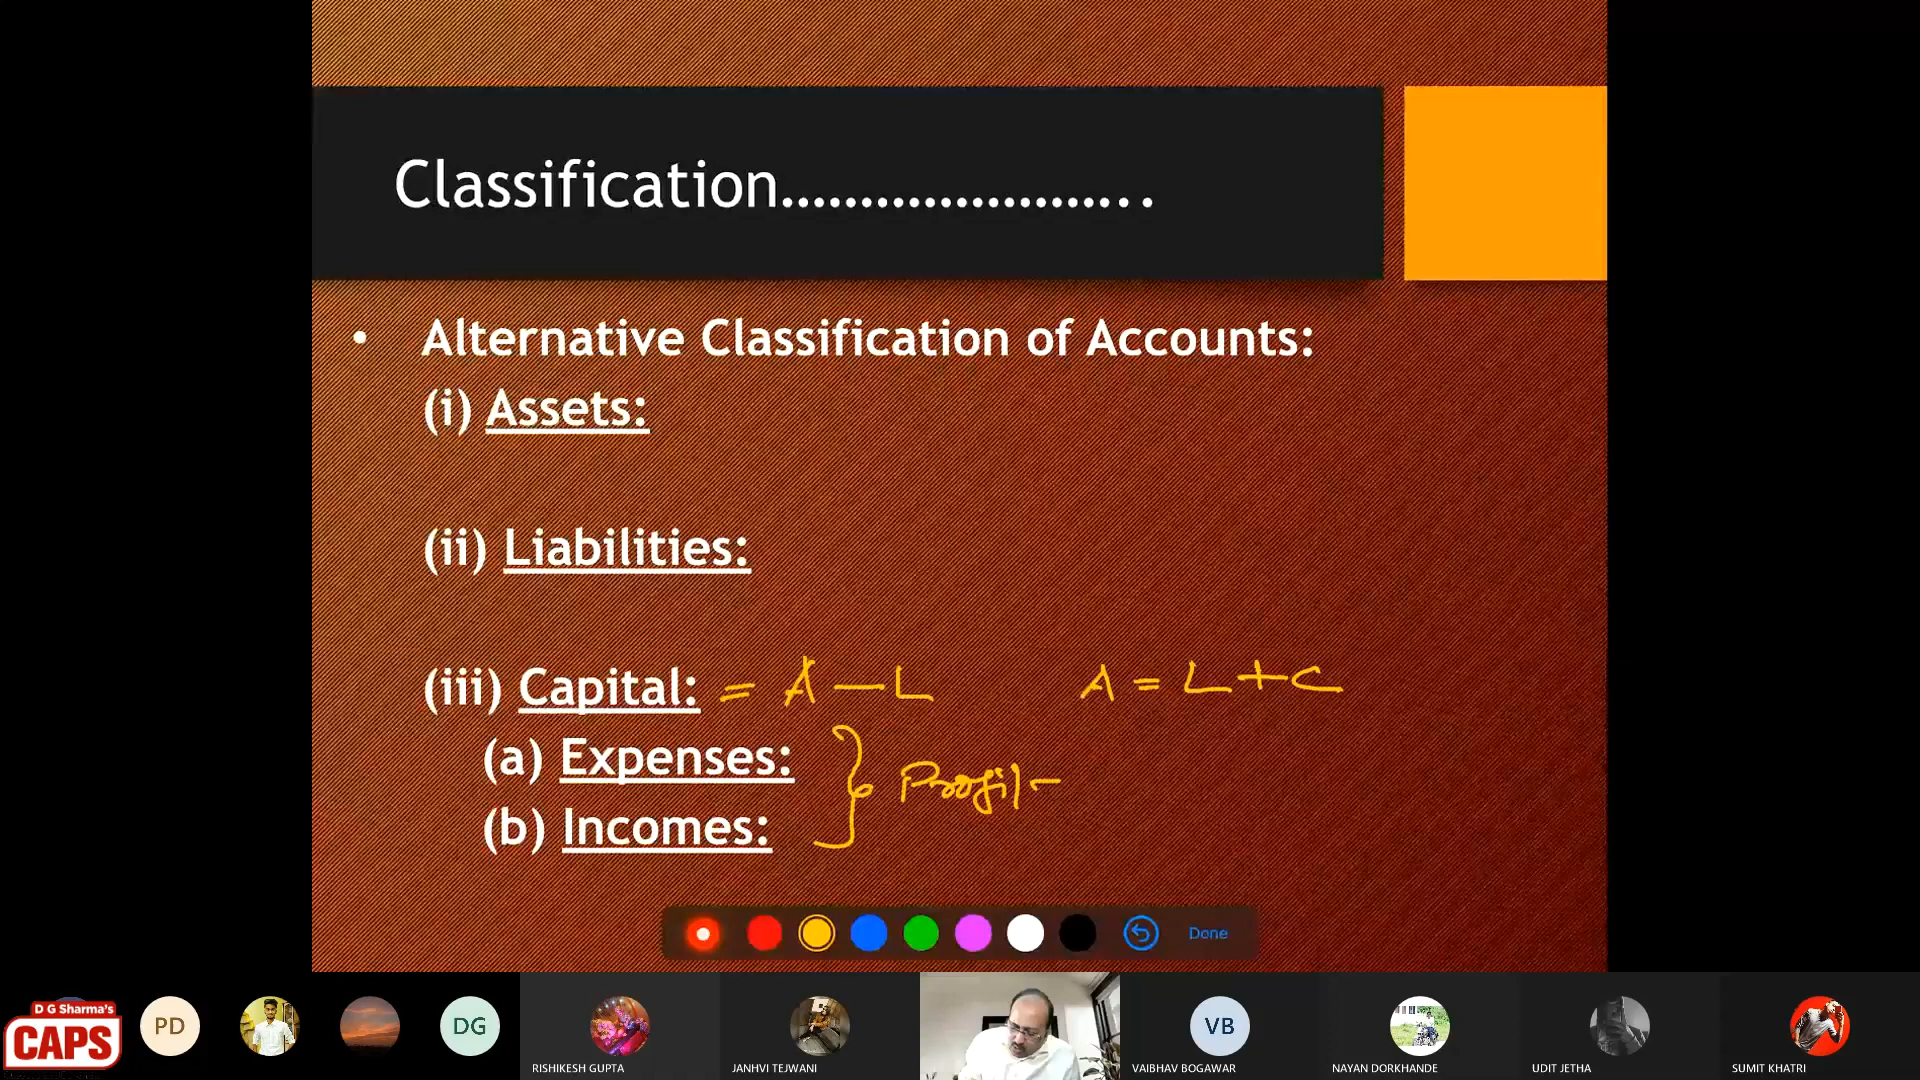 Classification.......................
• Alternative Classification of Accounts:
(i) Assets:
(ii) Liabilities:
(iii) Capital: = A - L    A = L + C
(a) Expenses:
(b) Incomes:
} Profit
Done
D G Sharma's
CAPS
PD
DG
VB
RISHIKESH GUPTA
JANHVI TEJWANI
VAIBHAV BOGAWAR
NAYAN DORKHANDE
UDIT JETHA
SUMIT KHATRI